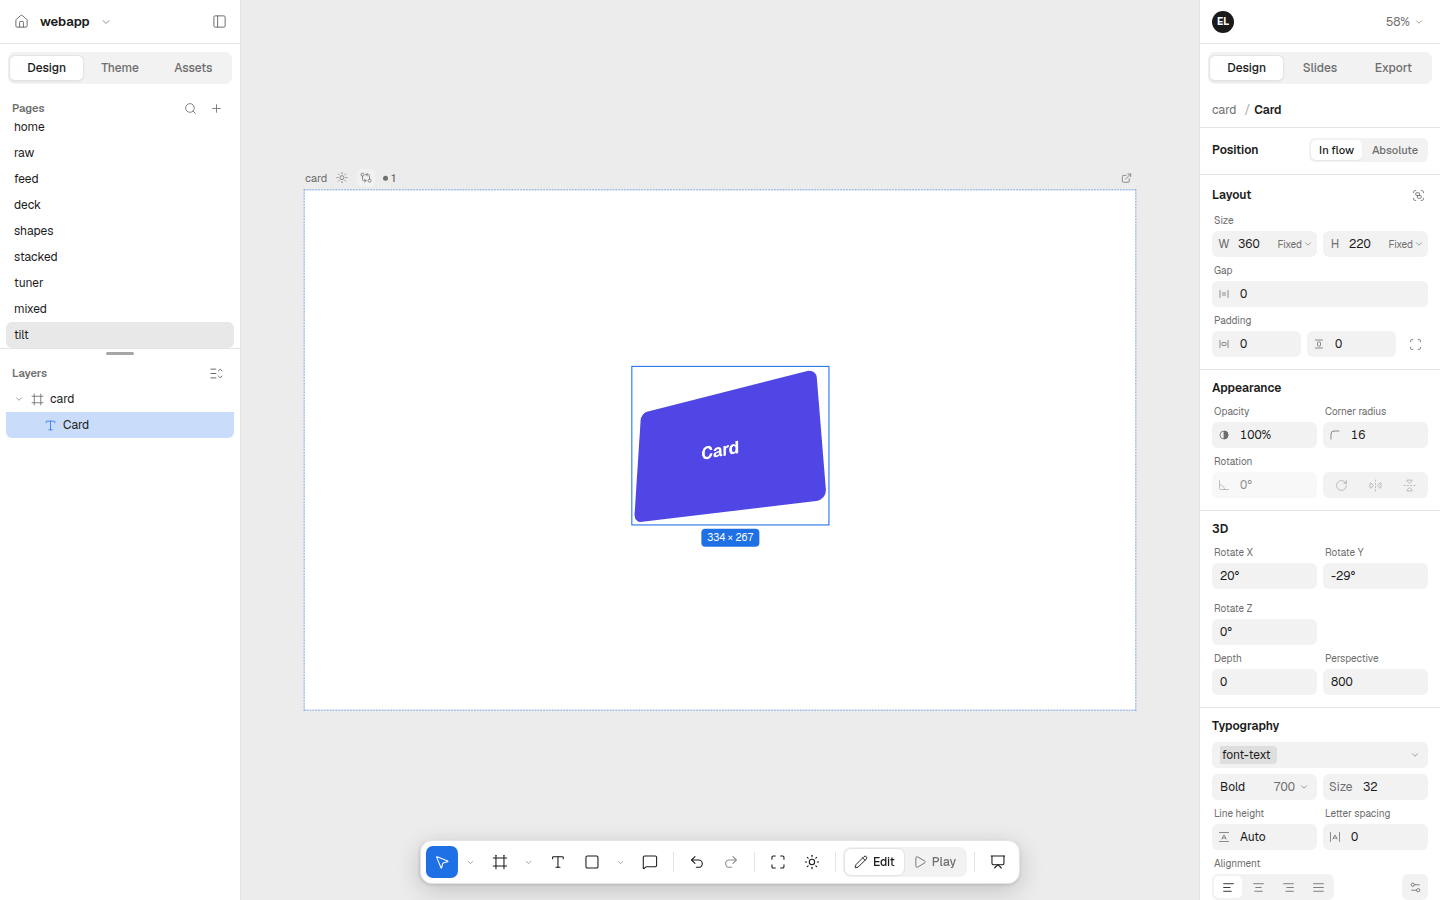 webapp
Design Theme Assets
Pages
home
raw
feed
deck
shapes
stacked
tuner
mixed
tilt
Layers
card
Card
card 1
Card
334 × 267
Edit Play
EL 58%
Design Slides Export
card / Card
Position In flow Absolute
Layout
Size
W 360 Fixed H 220 Fixed
Gap
0
Padding
0 0
Appearance
Opacity Corner radius
100% 16
Rotation
0°
3D
Rotate X Rotate Y
20° -29°
Rotate Z
0°
Depth Perspective
0 800
Typography
font-text
Bold 700 Size 32
Line height Letter spacing
Auto 0
Alignment